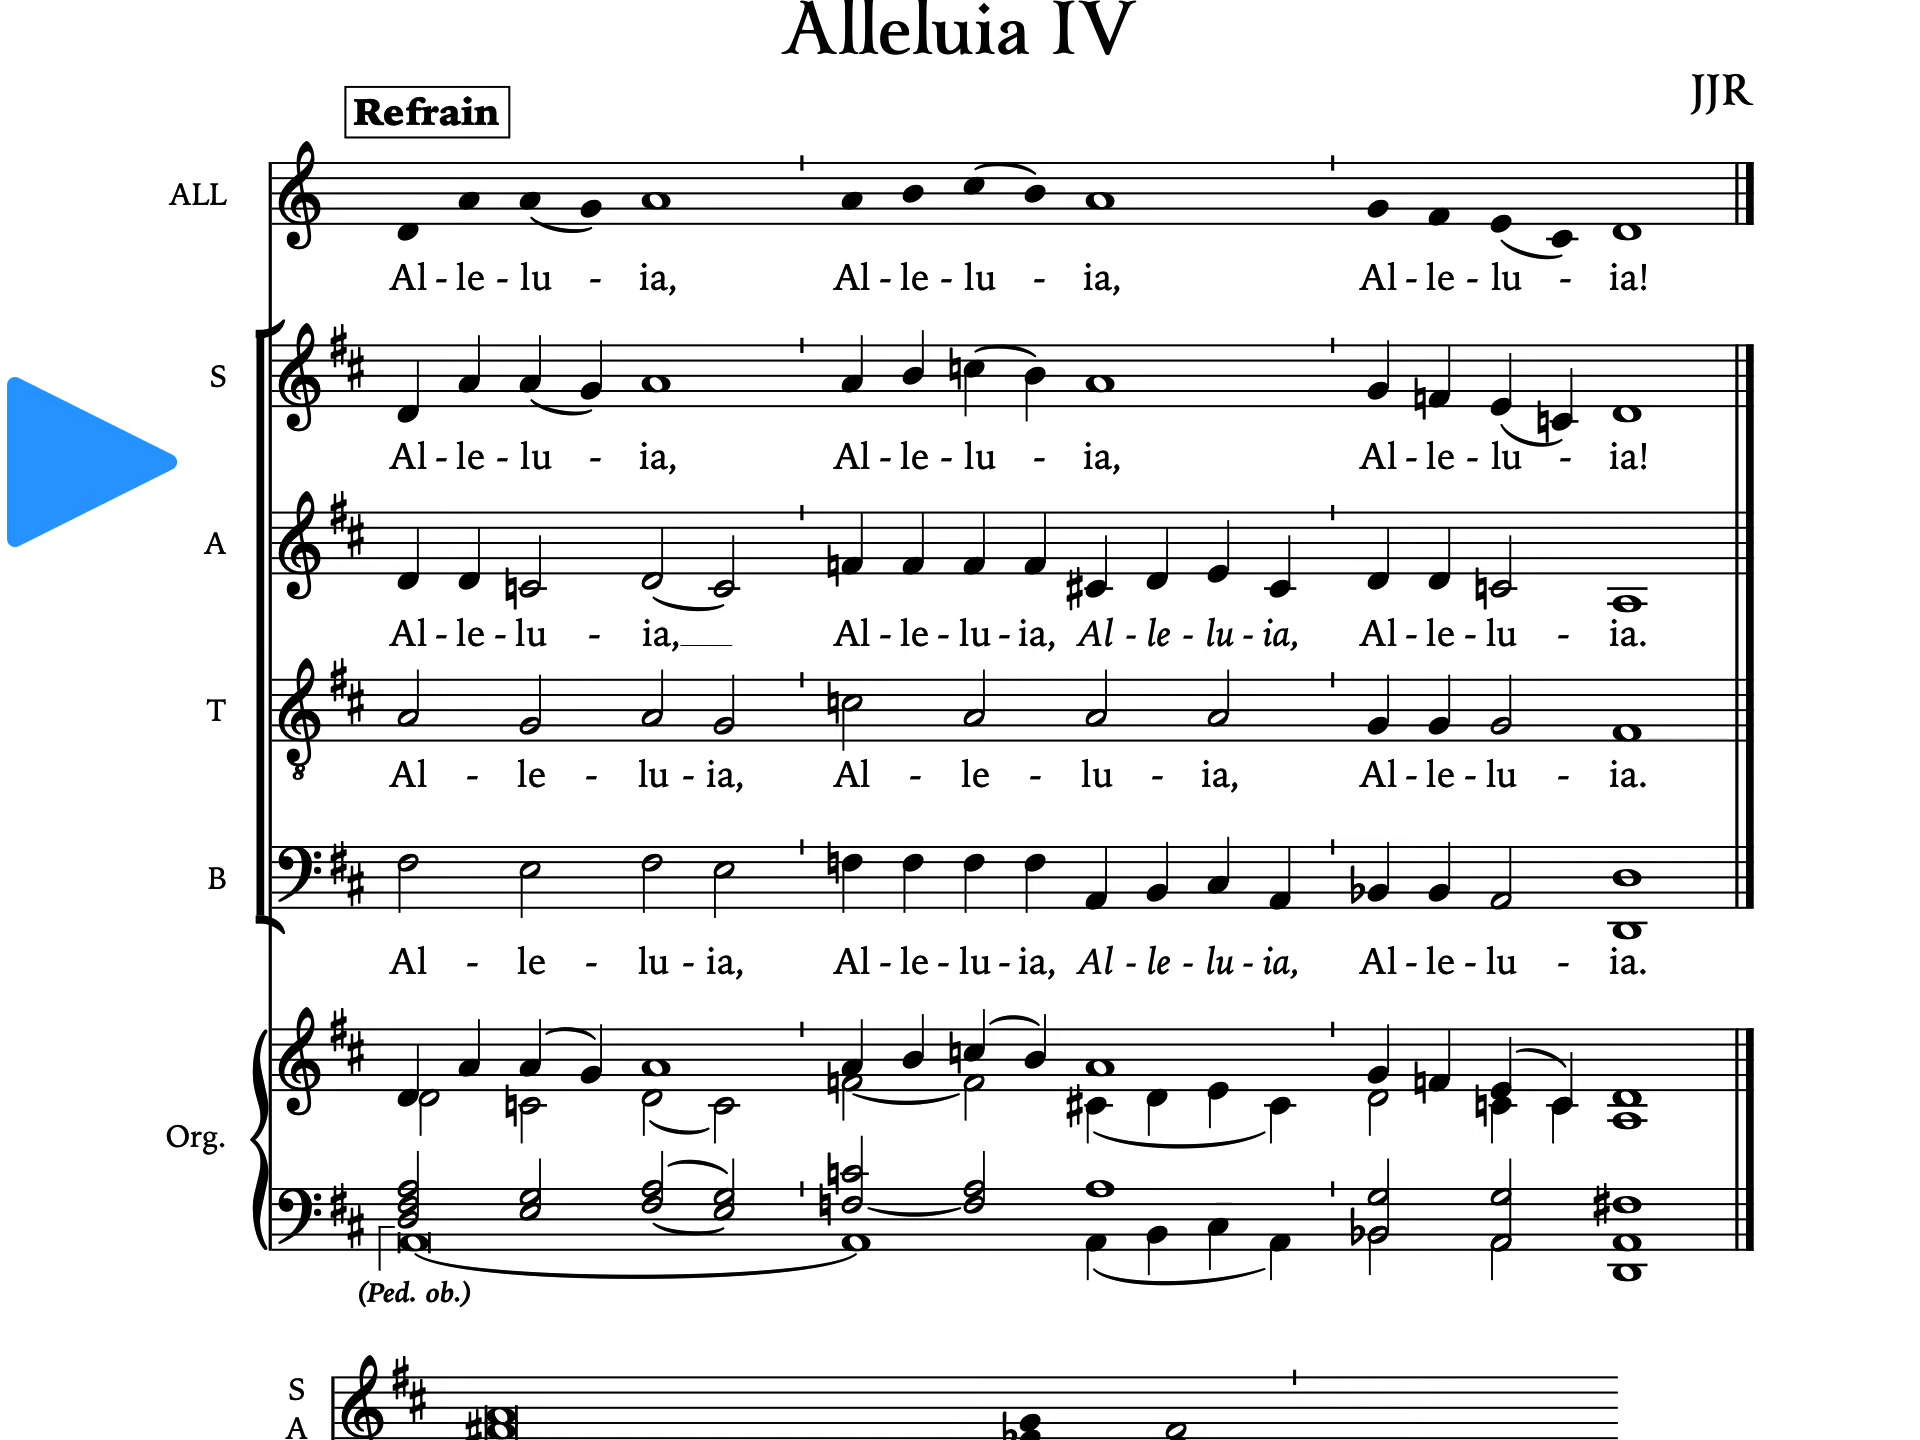 Alleluia IV
JJR
Refrain
ALL
Al - le - lu - ia, Al - le - lu - ia, Al - le - lu - ia!
S
Al - le - lu - ia, Al - le - lu - ia, Al - le - lu - ia!
A
Al - le - lu - ia, Al - le - lu - ia, Al - le - lu - ia, Al - le - lu - ia.
T
8
Al - le - lu - ia, Al - le - lu - ia, Al - le - lu - ia.
B
Al - le - lu - ia, Al - le - lu - ia, Al - le - lu - ia, Al - le - lu - ia.
Org.
(Ped. ob.)
S
A